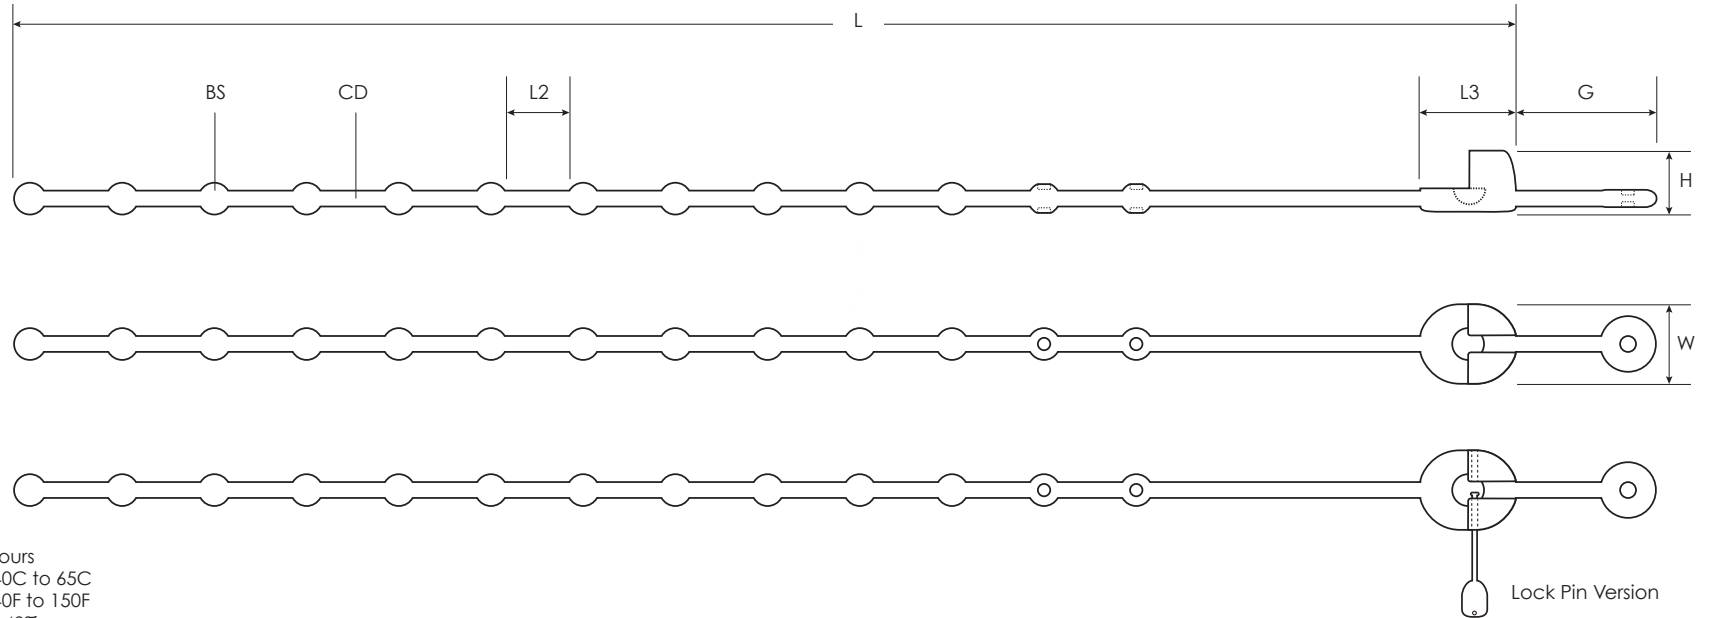 L
BS CD L2 L3 G
H
W
ours
0C to 65C
0F to 150F
Lock Pin Version